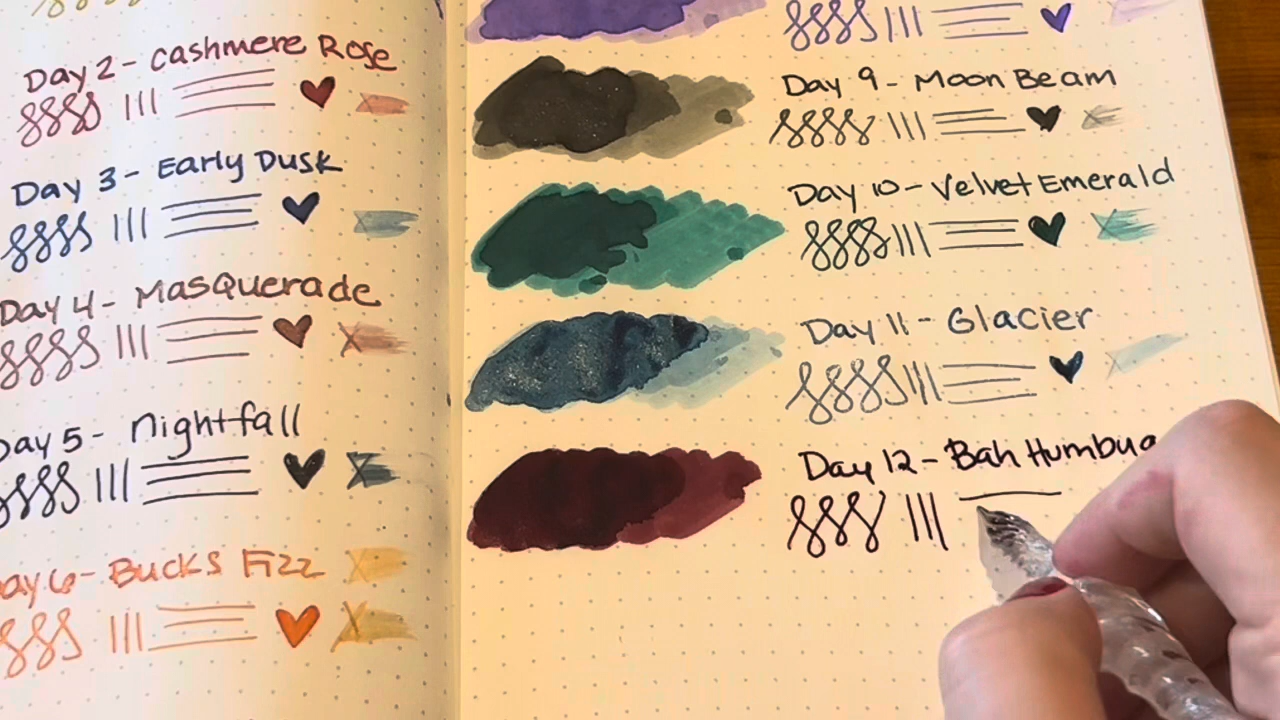 Day 2 - Cashmere Rose
Day 3 - Early Dusk
Day 4 - Masquerade
Day 5 - Nightfall
Day 6 - Bucks Fizz
Day 9 - Moon Beam
Day 10 - Velvet Emerald
Day 11 - Glacier
Day 12 - Bah Humbug